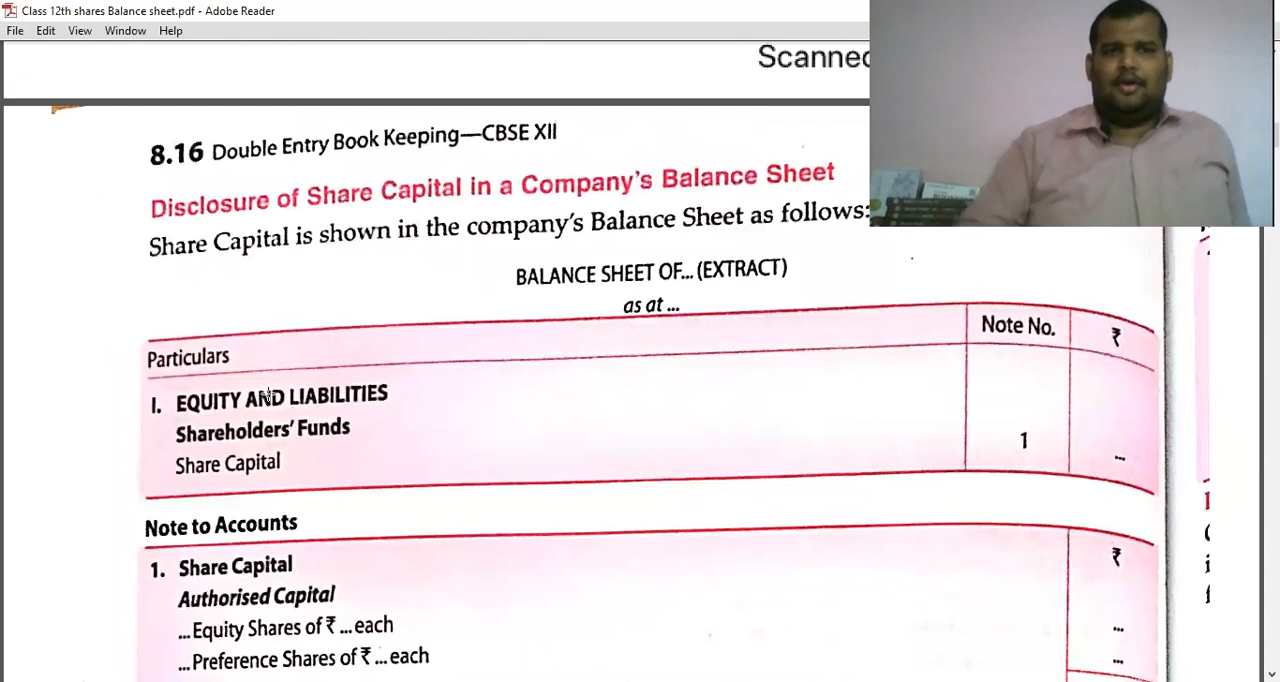 Class 12th shares Balance sheet.pdf - Adobe Reader
File Edit View Window Help
Scanned
8.16 Double Entry Book Keeping—CBSE XII
Disclosure of Share Capital in a Company's Balance Sheet
Share Capital is shown in the company's Balance Sheet as follows:
BALANCE SHEET OF... (EXTRACT)
as at ...
Particulars Note No. ₹
I. EQUITY AND LIABILITIES
Shareholders' Funds
Share Capital 1 ...
Note to Accounts
1. Share Capital ₹
Authorised Capital
...Equity Shares of ₹ ...each ...
...Preference Shares of ₹ ...each ...